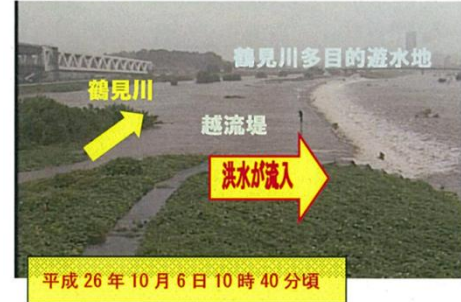 鶴見川多目的遊水地
鶴見川
越流堤
洪水が流入
平成26年10月6日10時40分頃